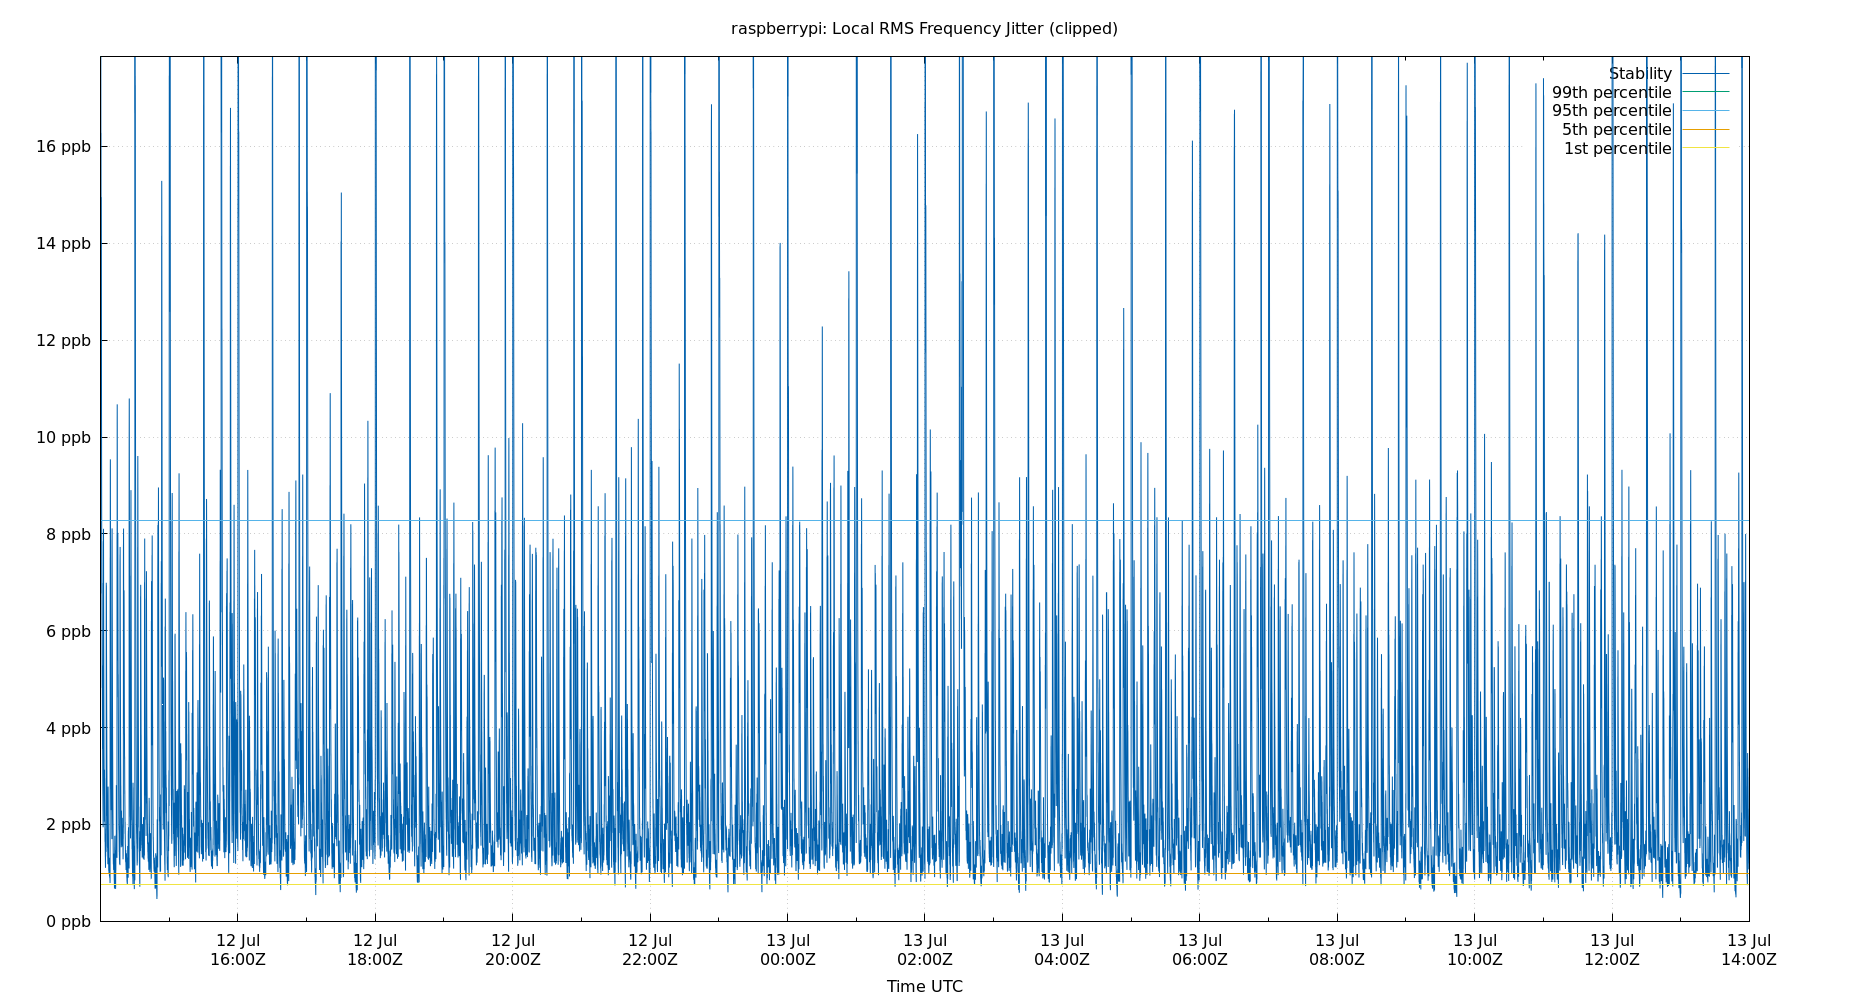 raspberrypi: Local RMS Frequency Jitter (clipped)
Stability
99th percentile
95th percentile
5th percentile
1st percentile
16 ppb
14 ppb
12 ppb
10 ppb
8 ppb
6 ppb
4 ppb
2 ppb
0 ppb
12 Jul 12 Jul 12 Jul 12 Jul 13 Jul 13 Jul 13 Jul 13 Jul 13 Jul 13 Jul 13 Jul 13 Jul
16:00Z 18:00Z 20:00Z 22:00Z 00:00Z 02:00Z 04:00Z 06:00Z 08:00Z 10:00Z 12:00Z 14:00Z
Time UTC